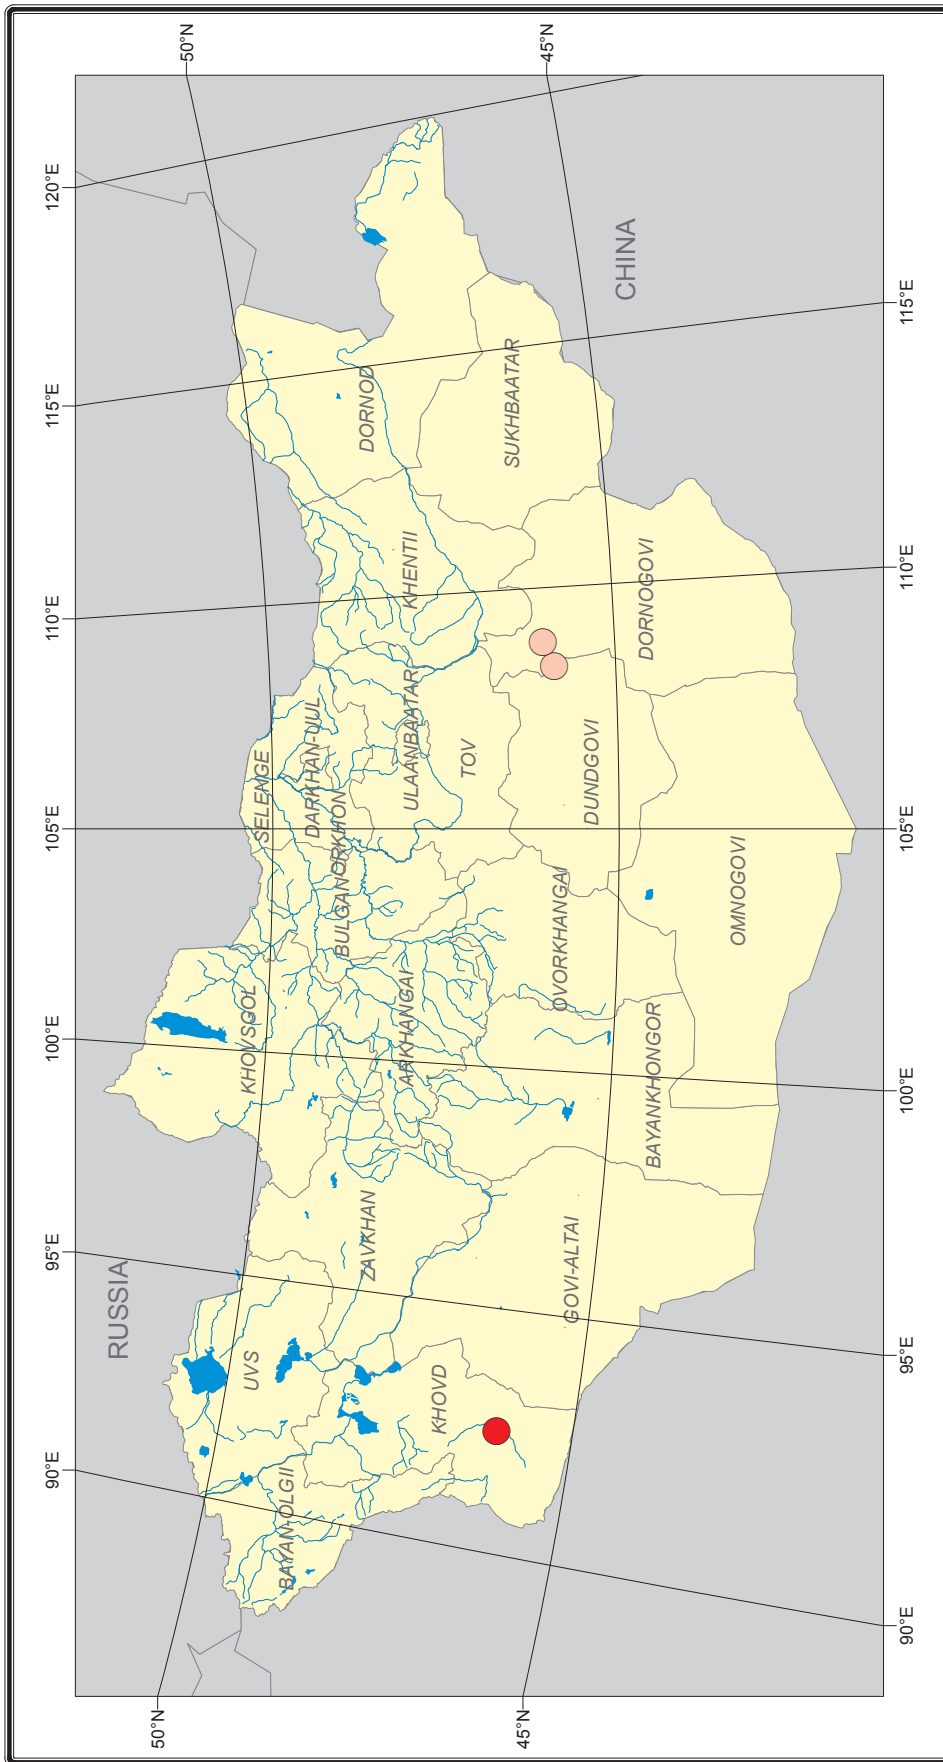 90°E
95°E
100°E
105°E
110°E
115°E
120°E
50°N
50°N
RUSSIA
UVS
BAYAN-OLGII
KHOVSGOL
SELENGE
DARKHAN-UUL
BULGAN
ORKHON
ZAVKHAN
KHOVD
ARKHANGAI
ULAANBAATAR
TOV
KHENTII
DORNOD
SUKHBAATAR
GOVI-ALTAI
BAYANKHONGOR
OVORKHANGAI
DUNDGOVI
OMNOGOVI
DORNOGOVI
CHINA
45°N
45°N
90°E
95°E
100°E
105°E
110°E
115°E